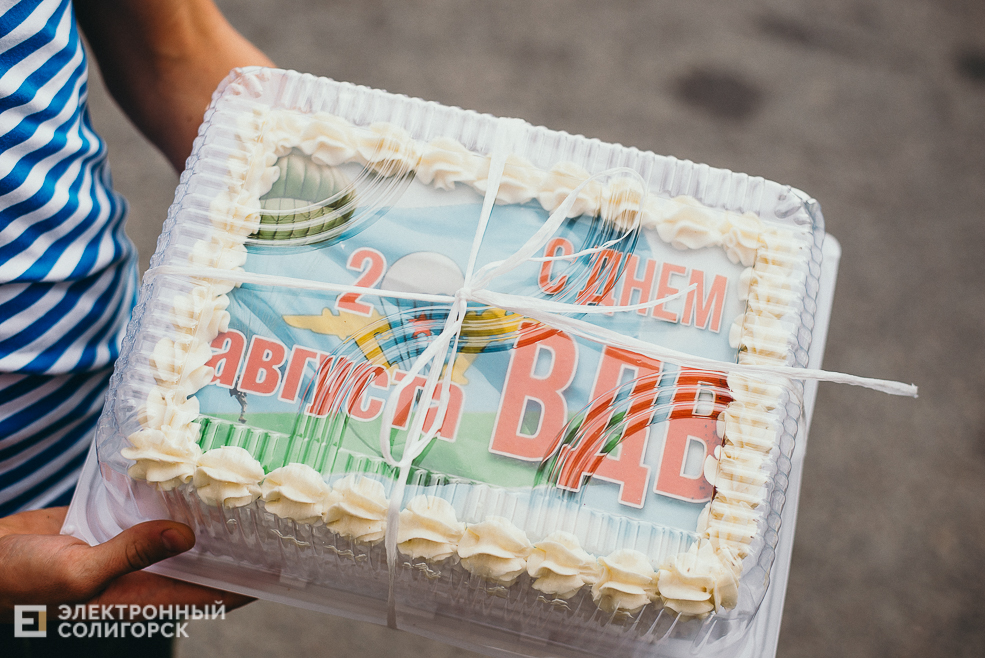 2
августа
С ДНЕМ
ВДВ
ЭЛЕКТРОННЫЙ
СОЛИГОРСК